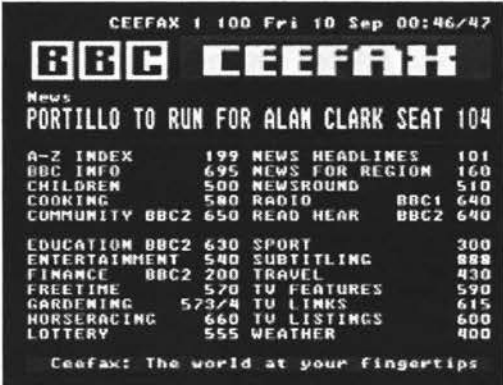 CEEFAX 1 100 Fri 10 Sep 00:46/47
BBC CEEFAX
News
PORTILLO TO RUN FOR ALAN CLARK SEAT 104
A-Z INDEX 199 NEWS HEADLINES 101
BBC INFO 695 NEWS FOR REGION 160
CHILDREN 500 NEWSROUND 510
COOKING 580 RADIO BBC1 640
COMMUNITY BBC2 650 READ HEAR BBC2 640
EDUCATION BBC2 630 SPORT 300
ENTERTAINMENT 540 SUBTITLING 888
FINANCE BBC2 200 TRAVEL 430
FREETIME 570 TV FEATURES 590
GARDENING 573/4 TV LINKS 615
HORSERACING 660 TV LISTINGS 600
LOTTERY 555 WEATHER 400
Ceefax: The world at your fingertips